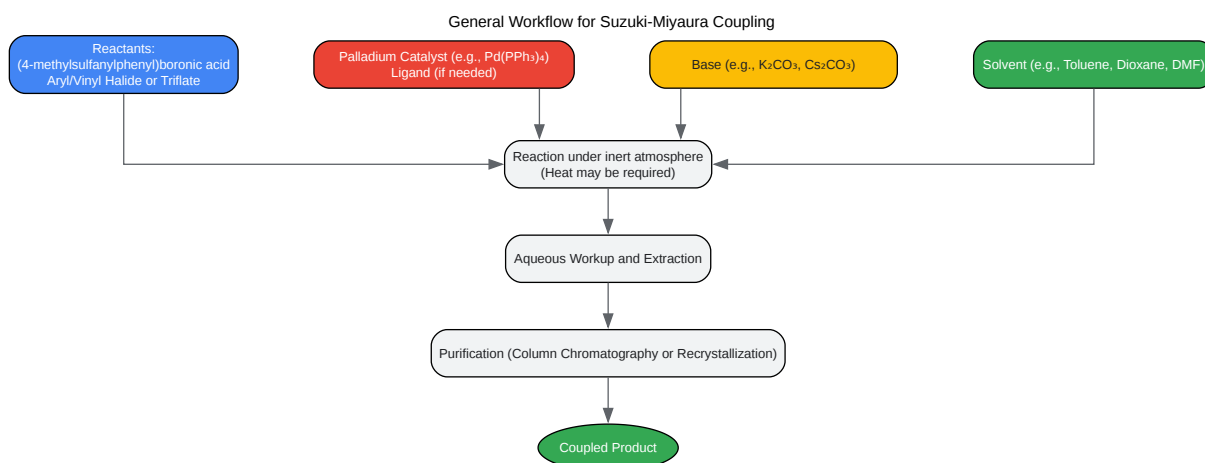 General Workflow for Suzuki-Miyaura Coupling
Reactants:
(4-methylsulfanylphenyl)boronic acid
Aryl/Vinyl Halide or Triflate
Palladium Catalyst (e.g., Pd(PPh₃)₄)
Ligand (if needed)
Base (e.g., K₂CO₃, Cs₂CO₃)
Solvent (e.g., Toluene, Dioxane, DMF)
Reaction under inert atmosphere
(Heat may be required)
Aqueous Workup and Extraction
Purification (Column Chromatography or Recrystallization)
Coupled Product